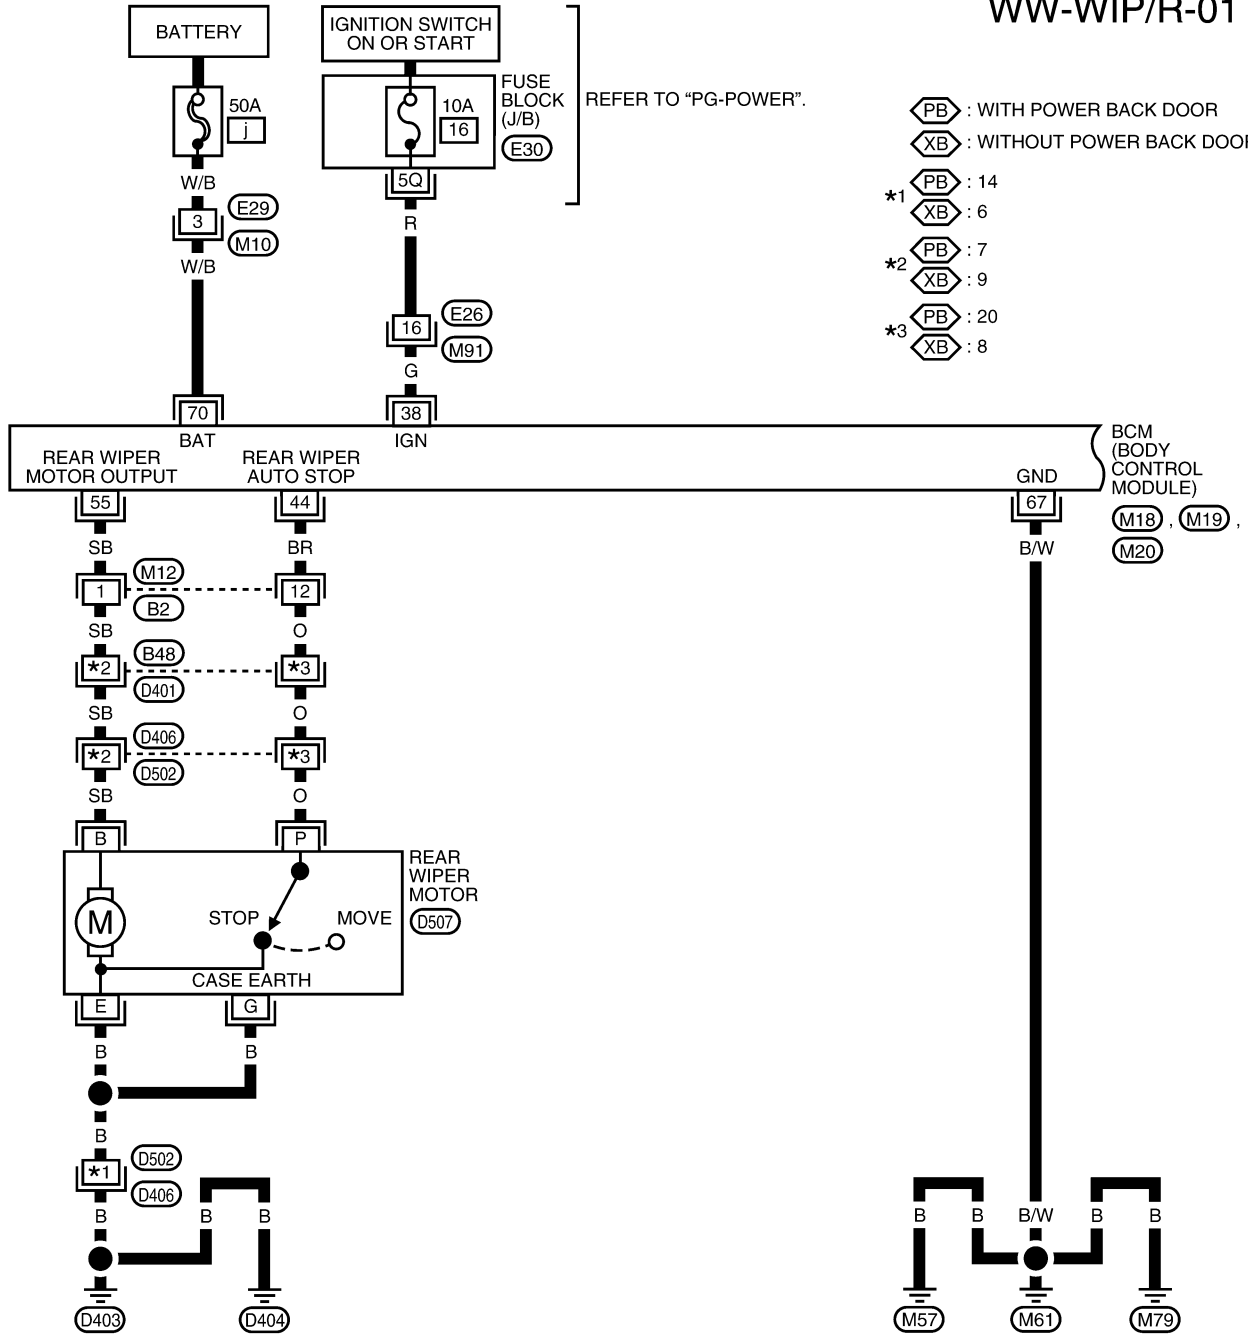 WW-WIP/R-01
BATTERY
IGNITION SWITCH
ON OR START
50A
j
10A
16
FUSE
BLOCK
(J/B)
E30
REFER TO “PG-POWER”.
PB : WITH POWER BACK DOOR
XB : WITHOUT POWER BACK DOOR
*1 PB : 14
XB : 6
*2 PB : 7
XB : 9
*3 PB : 20
XB : 8
W/B
3
E29
M10
W/B
5Q
R
16
E26
M91
G
70
38
BAT
IGN
REAR WIPER
MOTOR OUTPUT
REAR WIPER
AUTO STOP
GND
BCM
(BODY
CONTROL
MODULE)
M18 , M19 ,
M20
55
44
67
SB
BR
B/W
1
M12
B2
12
SB
O
*2
B48
D401
*3
SB
O
*2
D406
D502
*3
SB
O
B
P
REAR
WIPER
MOTOR
D507
M
STOP
MOVE
CASE EARTH
E
G
B
B
B
*1
D502
D406
B
B
B
D403
D404
B
B
B/W
B
B
M57
M61
M79